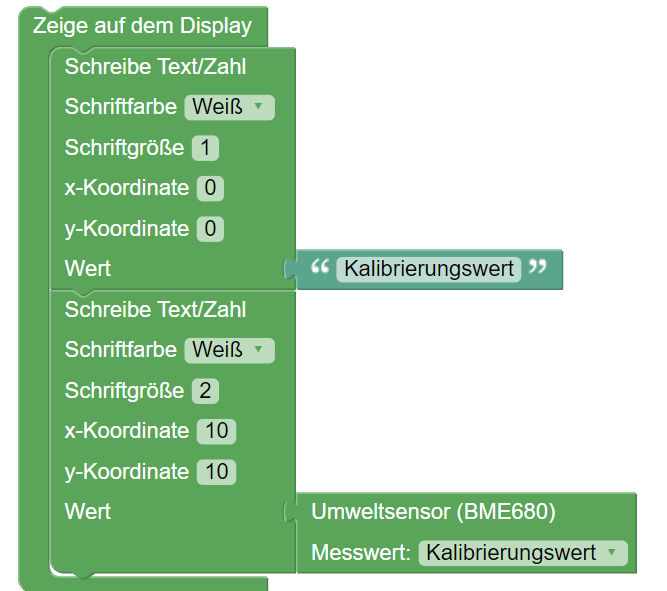 Zeige auf dem Display
Schreibe Text/Zahl
Schriftfarbe Weiß
Schriftgröße 1
x-Koordinate 0
y-Koordinate 0
Wert “ Kalibrierungswert ”
Schreibe Text/Zahl
Schriftfarbe Weiß
Schriftgröße 2
x-Koordinate 10
y-Koordinate 10
Wert Umweltsensor (BME680)
Messwert: Kalibrierungswert